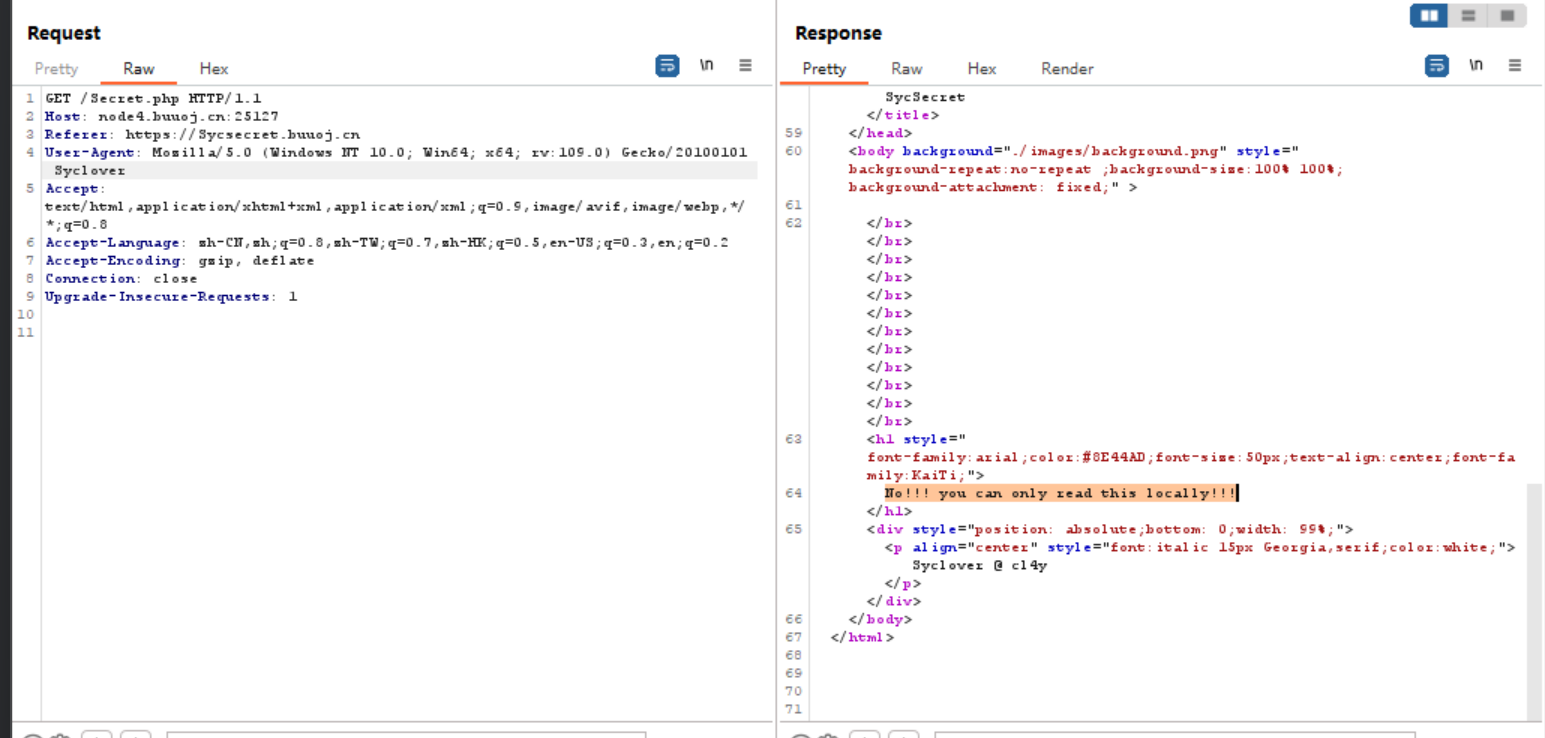 Request
Pretty Raw Hex \n
1 GET /Secret.php HTTP/1.1
2 Host: node4.buuoj.cn:25127
3 Referer: https://Sycsecret.buuoj.cn
4 User-Agent: Mozilla/5.0 (Windows NT 10.0; Win64; x64; rv:109.0) Gecko/20100101
Syclover
5 Accept:
text/html,application/xhtml+xml,application/xml;q=0.9,image/avif,image/webp,*/
*;q=0.8
6 Accept-Language: zh-CN,zh;q=0.8,zh-TW;q=0.7,zh-HK;q=0.5,en-US;q=0.3,en;q=0.2
7 Accept-Encoding: gzip, deflate
8 Connection: close
9 Upgrade-Insecure-Requests: 1
10
11
Response
Pretty Raw Hex Render \n
SycSecret
</title>
59 </head>
60 <body background="./images/background.png" style="
background-repeat:no-repeat ;background-size:100% 100%;
background-attachment: fixed;" >
61
62 </br>
</br>
</br>
</br>
</br>
</br>
</br>
</br>
</br>
</br>
</br>
</br>
63 <h1 style="
font-family:arial;color:#8E44AD;font-size:50px;text-align:center;font-fa
mily:KaiTi;">
64 No!!! you can only read this locally!!!
</h1>
65 <div style="position: absolute;bottom: 0;width: 99%;">
<p align="center" style="font:italic 15px Georgia,serif;color:white;">
Syclover @ cl4y
</p>
</div>
66 </body>
67 </html>
68
69
70
71